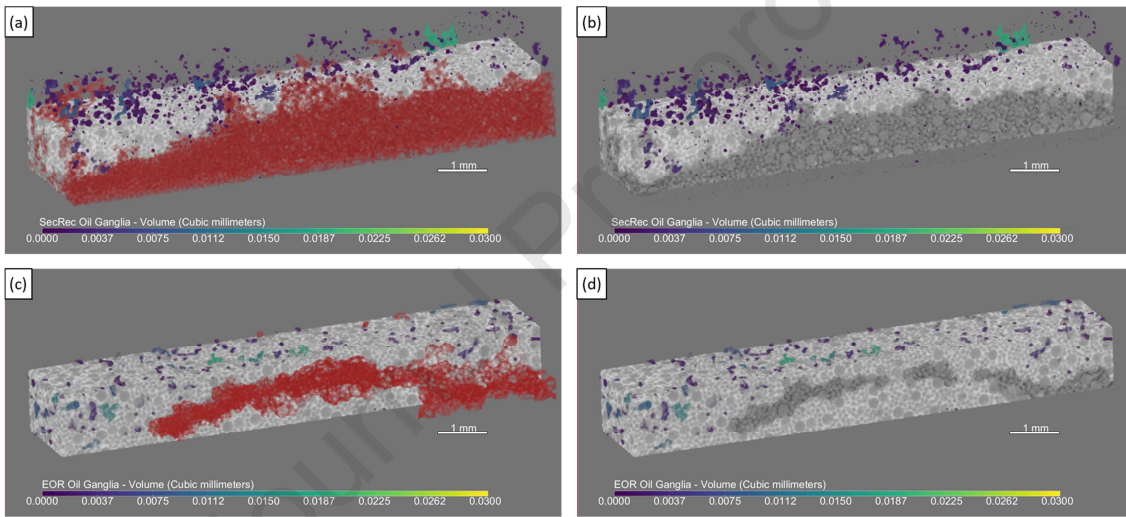 (a)
1 mm
SecRec Oil Ganglia - Volume (Cubic millimeters)
0.0000 0.0037 0.0075 0.0112 0.0150 0.0187 0.0225 0.0262 0.0300
(b)
1 mm
SecRec Oil Ganglia - Volume (Cubic millimeters)
0.0000 0.0037 0.0075 0.0112 0.0150 0.0187 0.0225 0.0262 0.0300
(c)
1 mm
EOR Oil Ganglia - Volume (Cubic millimeters)
0.0000 0.0037 0.0075 0.0112 0.0150 0.0187 0.0225 0.0262 0.0300
(d)
1 mm
EOR Oil Ganglia - Volume (Cubic millimeters)
0.0000 0.0037 0.0075 0.0112 0.0150 0.0187 0.0225 0.0262 0.0300